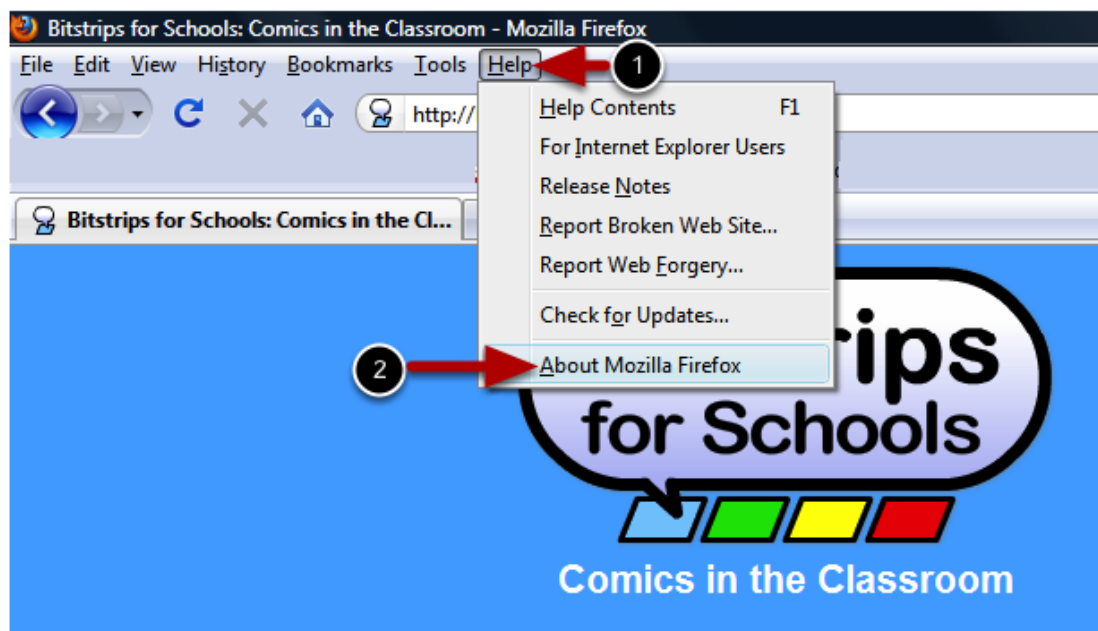 Bitstrips for Schools: Comics in the Classroom - Mozilla Firefox
File Edit View History Bookmarks Tools Help 1
http://
Help Contents F1
For Internet Explorer Users
Release Notes
Report Broken Web Site...
Report Web Forgery...
Check for Updates...
2 About Mozilla Firefox
Bitstrips for Schools: Comics in the Cl...
rips
for Schools
Comics in the Classroom